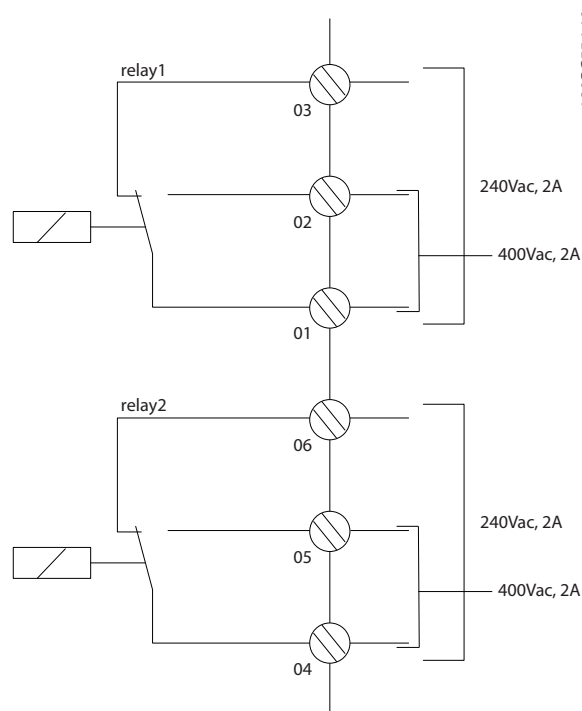 relay1
03
240Vac, 2A
02
400Vac, 2A
01
relay2
06
240Vac, 2A
05
400Vac, 2A
04